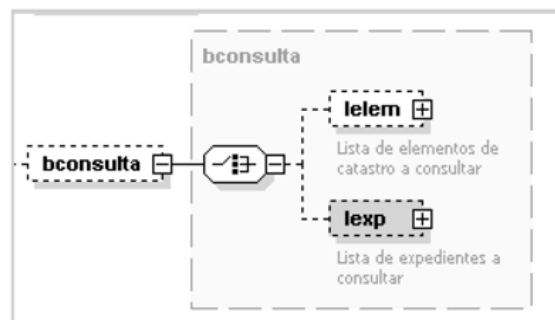 bconsulta
lelem
Lista de elementos de
catastro a consultar
bconsulta
lexp
Lista de expedientes a
consultar